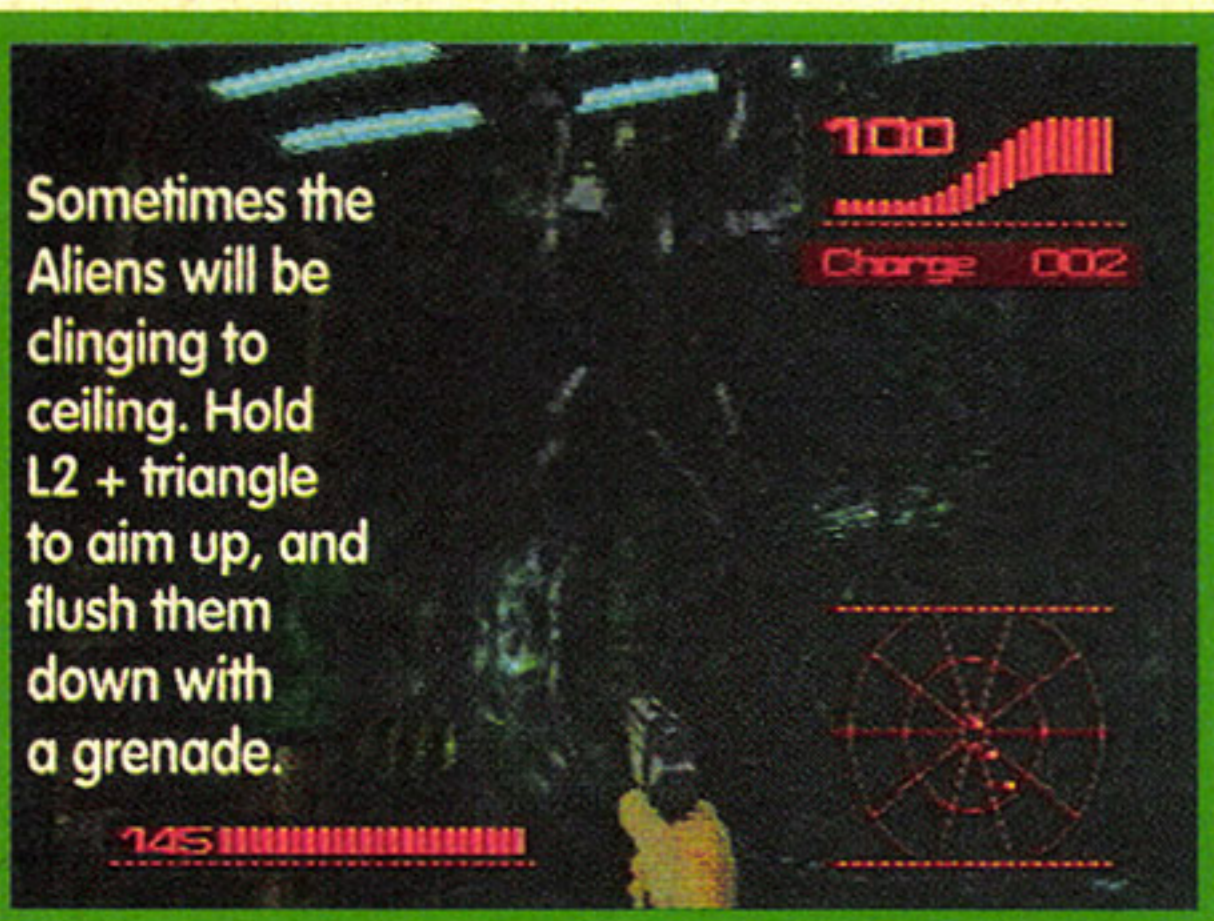 Sometimes the
Aliens will be
clinging to
ceiling. Hold
L2 + triangle
to aim up, and
flush them
down with
a grenade.
100
Charge 002
145